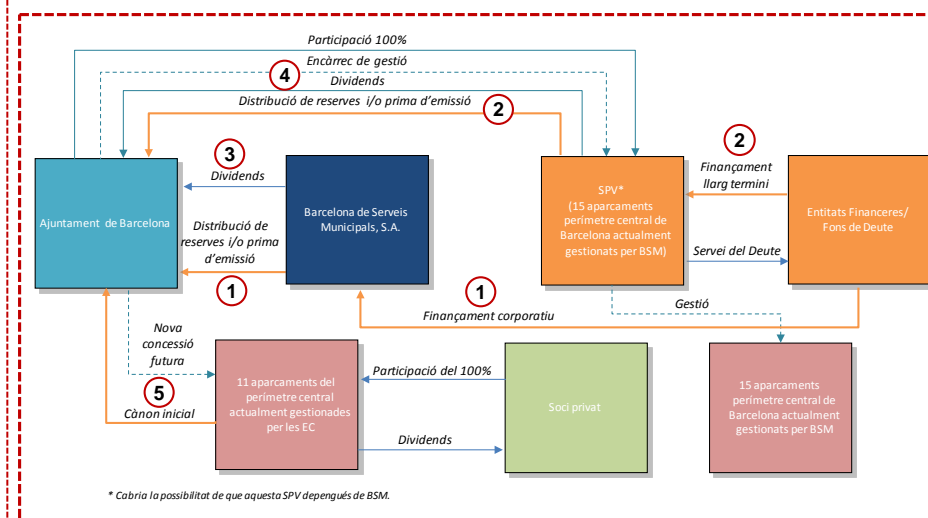 Participació 100%
Encàrrec de gestió
4
Dividends
Distribució de reserves i/o prima d'emissió
2
3
Dividends
2
Finançament
llarg termini
Ajuntament de Barcelona
Barcelona de Serveis
Municipals, S.A.
SPV*
(15 aparcaments
perímetre central de
Barcelona actualment
gestionats per BSM)
Entitats Financeres/
Fons de Deute
Distribució de
reserves i/o prima
d'emissió
1
Servei del Deute
1
Finançament corporatiu
Gestió
Nova
concessió
futura
5
Cànon inicial
11 aparcaments del
perímetre central
actualment gestionades
per les EC
Participació del 100%
Dividends
Soci privat
15 aparcaments
perímetre central de
Barcelona actualment
gestionats per BSM
* Cabria la possibilitat de que aquesta SPV depengués de BSM.